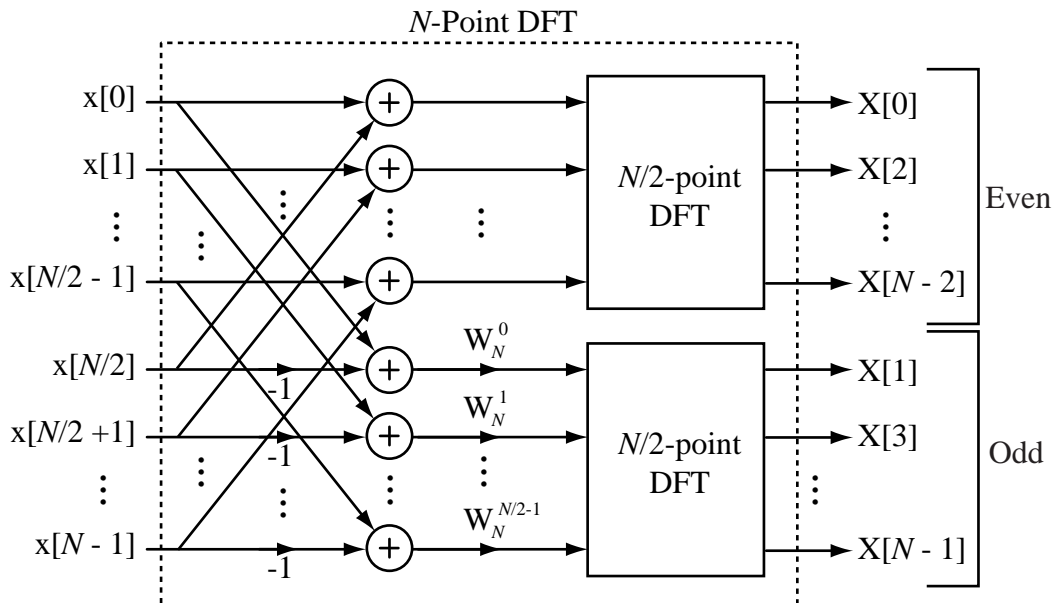 N-Point DFT
x[0]
x[1]
x[N/2 - 1]
x[N/2]
x[N/2 +1]
x[N - 1]
+
+
+
+
+
+
-1
-1
-1
W_N^0
W_N^1
W_N^{N/2-1}
N/2-point
DFT
N/2-point
DFT
X[0]
X[2]
X[N - 2]
X[1]
X[3]
X[N - 1]
Even
Odd